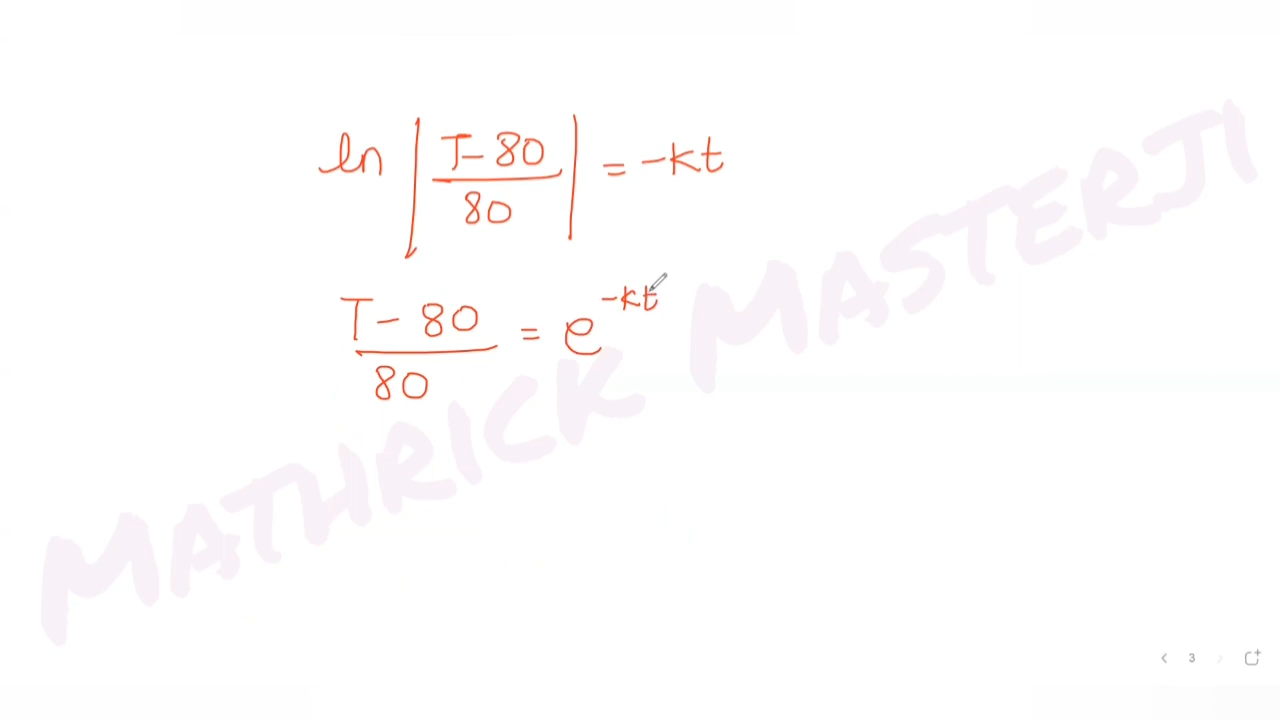 ln |T-80/80| = -kt
T-80/80 = e^-kt
MATHRICK MASTERJI
3